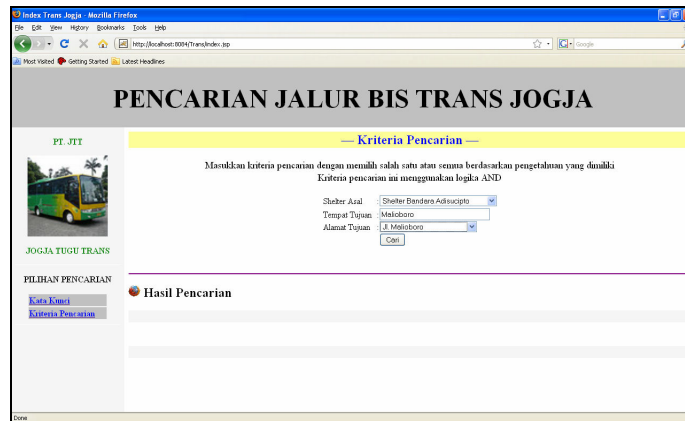 Index Trans Jogja - Mozilla Firefox
File Edit View History Bookmarks Tools Help
http://localhost:8084/Trans/index.jsp
Google
Most Visited Getting Started Latest Headlines
PENCARIAN JALUR BIS TRANS JOGJA
PT. JTT
JOGJA TUGU TRANS
PILIHAN PENCARIAN
Kata Kunci
Kriteria Pencarian
— Kriteria Pencarian —
Masukkan kriteria pencarian dengan memilih salah satu atau semua berdasarkan pengetahuan yang dimiliki
Kriteria pencarian ini menggunakan logika AND
Shelter Asal : Shelter Bandara Adisucipto
Tempat Tujuan : Malioboro
Alamat Tujuan : Jl. Malioboro
Cari
Hasil Pencarian
Done